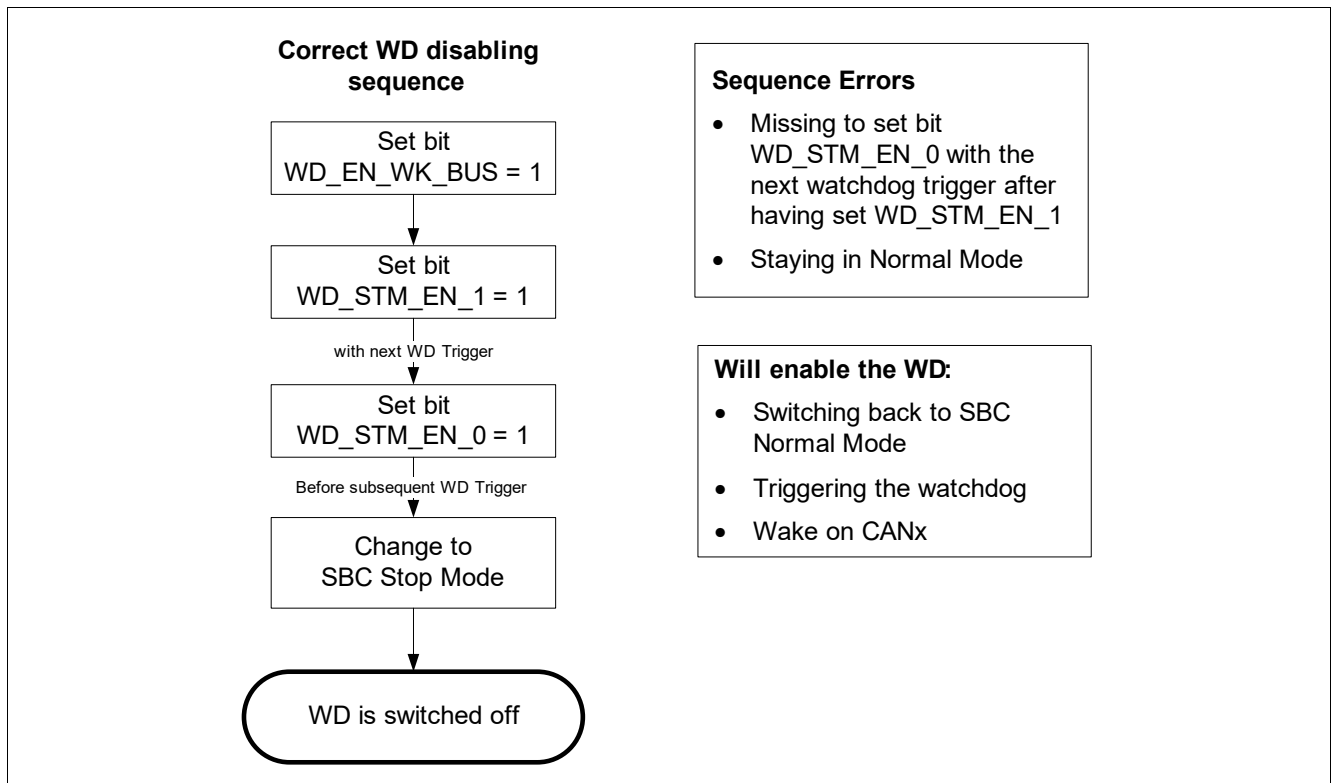 Correct WD disabling
sequence
Set bit
WD_EN_WK_BUS = 1
Set bit
WD_STM_EN_1 = 1
with next WD Trigger
Set bit
WD_STM_EN_0 = 1
Before subsequent WD Trigger
Change to
SBC Stop Mode
WD is switched off
Sequence Errors
• Missing to set bit
WD_STM_EN_0 with the
next watchdog trigger after
having set WD_STM_EN_1
• Staying in Normal Mode
Will enable the WD:
• Switching back to SBC
Normal Mode
• Triggering the watchdog
• Wake on CANx